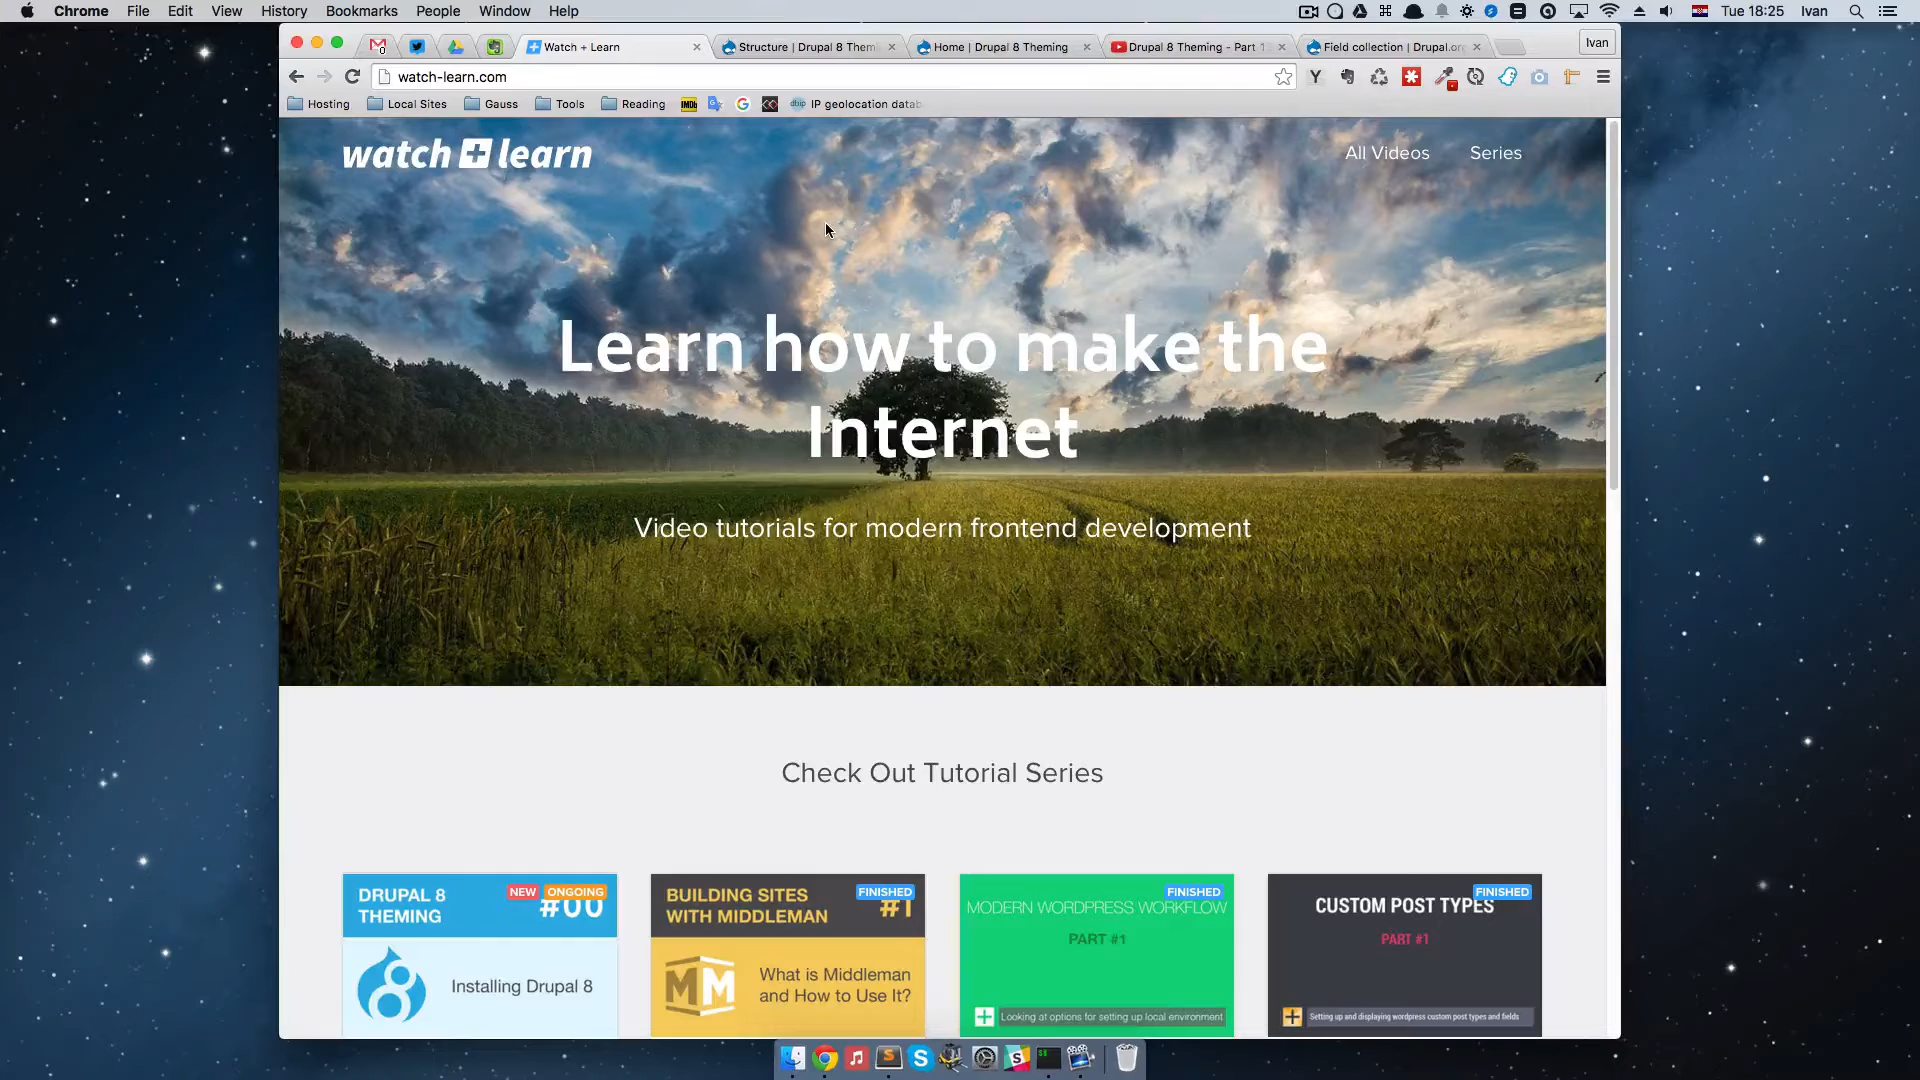 Chrome File Edit View History Bookmarks People Window Help
Tue 18:25 Ivan
Watch + Learn
Structure | Drupal 8 Them
Home | Drupal 8 Theming
Drupal 8 Theming - Part 1
Field collection | Drupal.org
Ivan
watch-learn.com
Hosting Local Sites Gauss Tools Reading IMDb dbip IP geolocation datab
watch learn
All Videos Series
Learn how to make the
Internet
Video tutorials for modern frontend development
Check Out Tutorial Series
DRUPAL 8
THEMING
NEW ONGOING
#00
Installing Drupal 8
BUILDING SITES
WITH MIDDLEMAN
FINISHED
#1
What is Middleman
and How to Use It?
FINISHED
MODERN WORDPRESS WORKFLOW
PART #1
Looking at options for setting up local environment
FINISHED
CUSTOM POST TYPES
PART #1
Setting up and displaying wordpress custom post types and fields